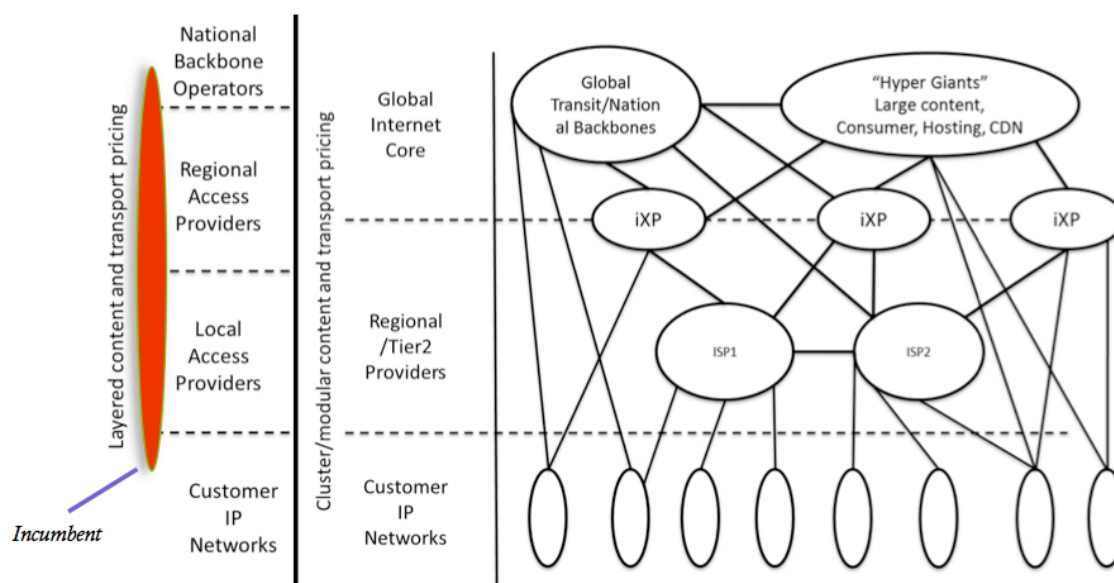 Layered content and transport pricing
National
Backbone
Operators
Regional
Access
Providers
Local
Access
Providers
Customer
IP
Networks
Incumbent
Cluster/modular content and transport pricing
Global
Internet
Core
Regional
/Tier2
Providers
Customer
IP
Networks
Global
Transit/Nation
al Backbones
“Hyper Giants”
Large content,
Consumer, Hosting, CDN
iXP
iXP
iXP
ISP1
ISP2